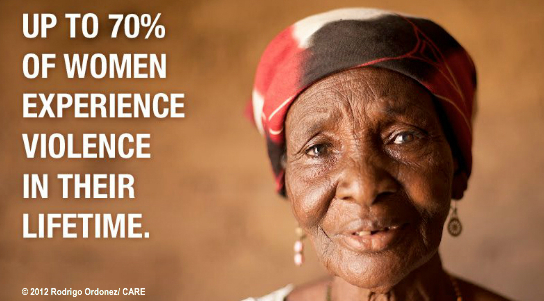 UP TO 70%
OF WOMEN
EXPERIENCE
VIOLENCE
IN THEIR
LIFETIME.
© 2012 Rodrigo Ordonez/ CARE